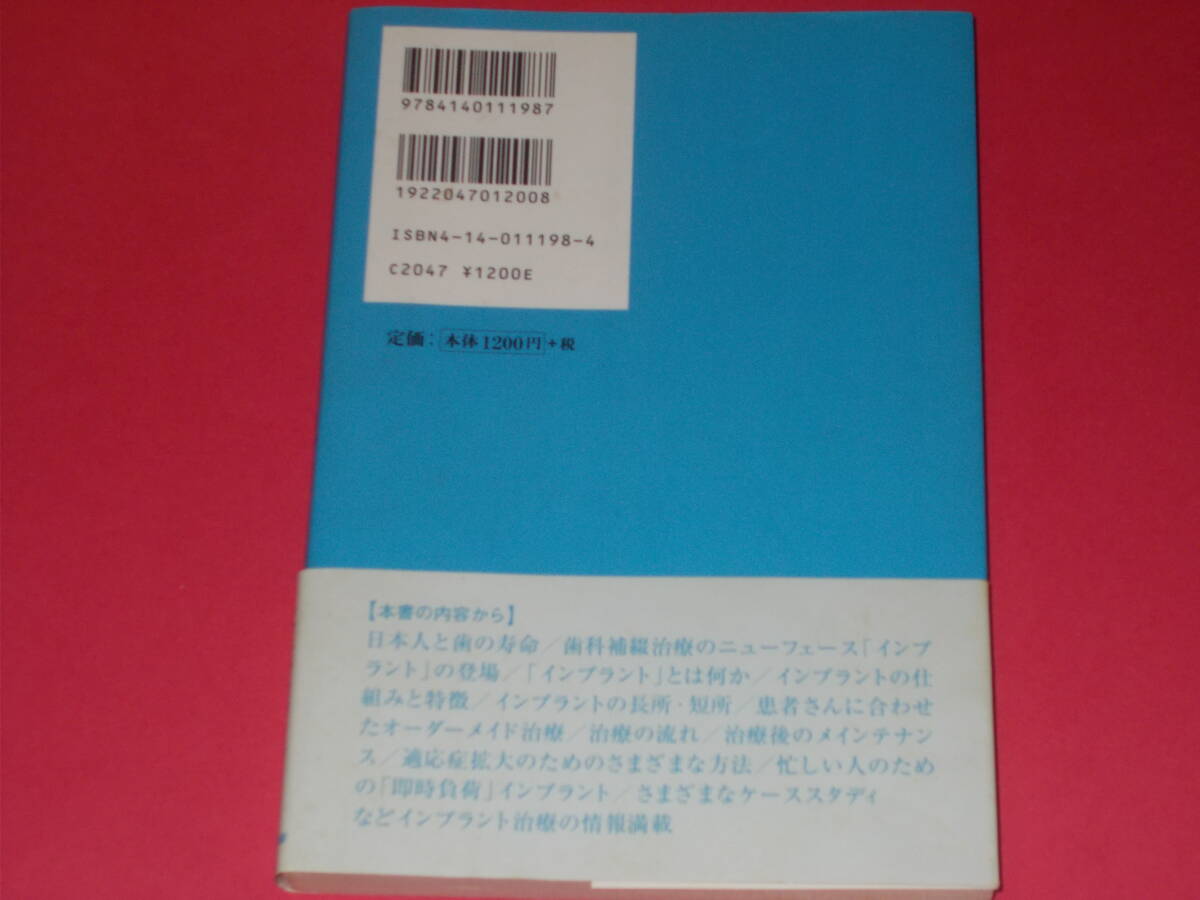 9784140111987
1922047012008
ISBN4-14-011198-4
C2047 ¥1200E
定価：本体1200円+税
【本書の内容から】
日本人と歯の寿命／歯科補綴治療のニューフェース「インプ
ラント」の登場／「インプラント」とは何か／インプラントの仕
組みと特徴／インプラントの長所・短所／患者さんに合わせ
たオーダーメイド治療／治療の流れ／治療後のメインテナン
ス／適応症拡大のためのさまざまな方法／忙しい人のため
の「即時負荷」インプラント／さまざまなケーススタディ
などインプラント治療の情報満載